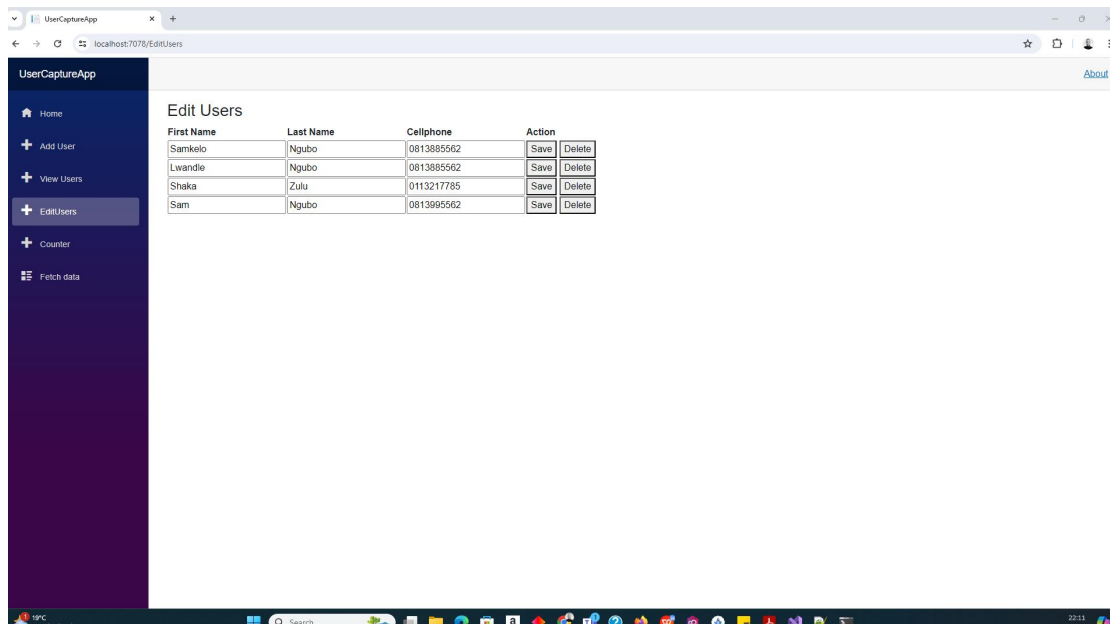 UserCaptureApp
localhost:7078/EditUsers
UserCaptureApp
About
Home
Add User
View Users
EditUsers
Counter
Fetch data
Edit Users
First Name Last Name Cellphone Action
Samkelo Ngubo 0813885562 Save Delete
Lwandle Ngubo 0813885562 Save Delete
Shaka Zulu 0113217785 Save Delete
Sam Ngubo 0813995562 Save Delete
1 19°C
Search
a
22:11